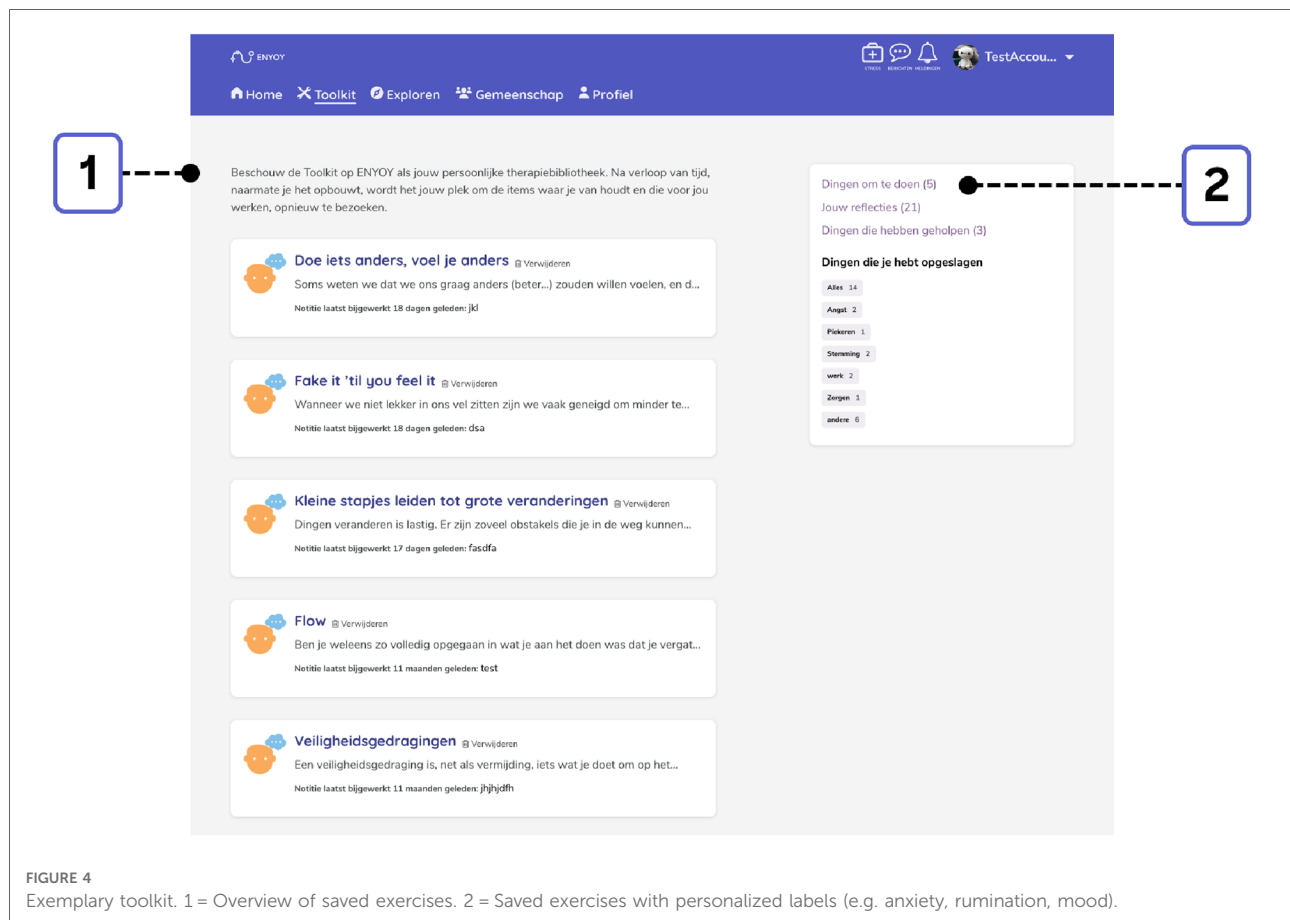 ENYOY
STRESS BERICHTEN MELDINGEN
TestAccou...
Home Toolkit Exploren Gemeenschap Profiel
1
2
Beschouw de Toolkit op ENYOY als jouw persoonlijke therapiebibliotheek. Na verloop van tijd,
naarmate je het opbouwt, wordt het jouw plek om de items waar je van houdt en die voor jou
werken, opnieuw te bezoeken.
Doe iets anders, voel je anders Verwijderen
Soms weten we dat we ons graag anders (beter...) zouden willen voelen, en d...
Notitie laatst bijgewerkt 18 dagen geleden: jkl
Fake it 'til you feel it Verwijderen
Wanneer we niet lekker in ons vel zitten zijn we vaak geneigd om minder te...
Notitie laatst bijgewerkt 18 dagen geleden: dsa
Kleine stapjes leiden tot grote veranderingen Verwijderen
Dingen veranderen is lastig. Er zijn zoveel obstakels die je in de weg kunnen...
Notitie laatst bijgewerkt 17 dagen geleden: fasdfa
Flow Verwijderen
Ben je weleens zo volledig opgegaan in wat je aan het doen was dat je vergat...
Notitie laatst bijgewerkt 11 maanden geleden: test
Veiligheidsgedragingen Verwijderen
Een veiligheidsgedraging is, net als vermijding, iets wat je doet om op het...
Notitie laatst bijgewerkt 11 maanden geleden: jhjhjdfh
Dingen om te doen (5)
Jouw reflecties (21)
Dingen die hebben geholpen (3)
Dingen die je hebt opgeslagen
Alles 14
Angst 2
Piekeren 1
Stemming 2
werk 2
Zorgen 1
andere 6
FIGURE 4
Exemplary toolkit. 1 = Overview of saved exercises. 2 = Saved exercises with personalized labels (e.g. anxiety, rumination, mood).